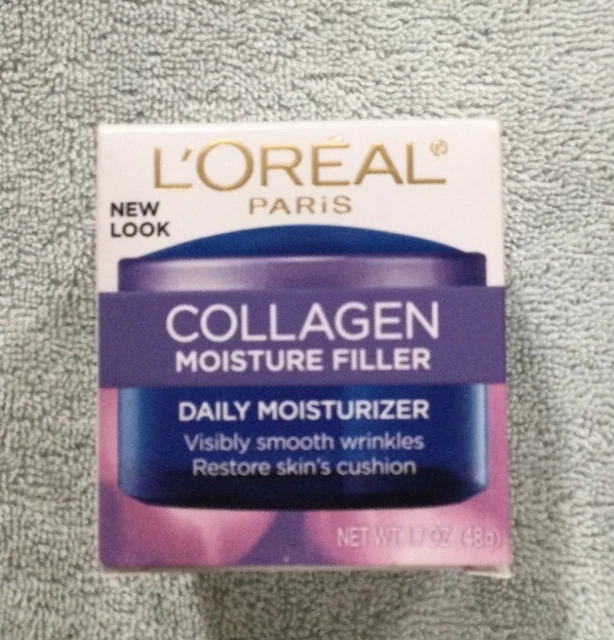 L'ORÉAL®
PARiS
NEW
LOOK
COLLAGEN
MOISTURE FILLER
DAILY MOISTURIZER
Visibly smooth wrinkles
Restore skin's cushion
NET WT. 1.7 OZ (48g)